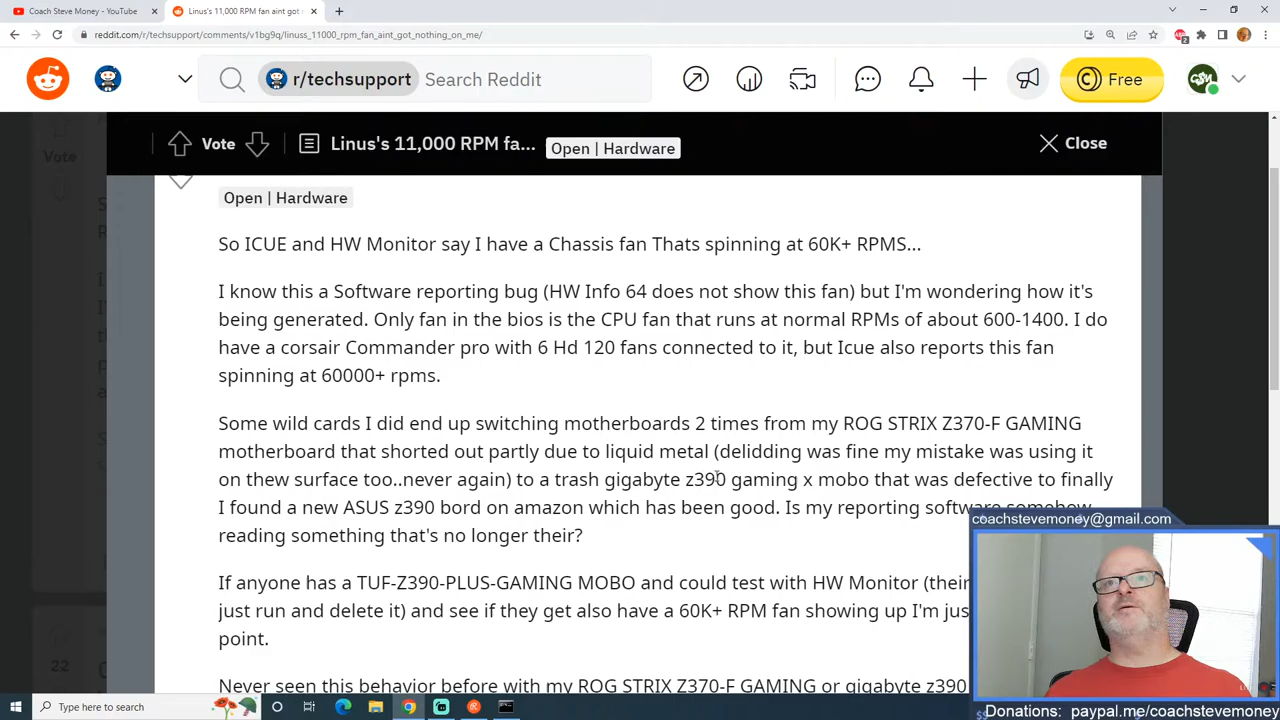 Coach Steve Money - YouTube
Linus's 11,000 RPM fan aint got n
reddit.com/r/techsupport/comments/v1bg9q/linuss_11000_rpm_fan_aint_got_nothing_on_me/
r/techsupport
Search Reddit
Free
Vote
Vote
Linus's 11,000 RPM fa...
Open | Hardware
Close
Open | Hardware
So ICUE and HW Monitor say I have a Chassis fan Thats spinning at 60K+ RPMS...
I know this a Software reporting bug (HW Info 64 does not show this fan) but I'm wondering how it's
being generated. Only fan in the bios is the CPU fan that runs at normal RPMs of about 600-1400. I do
have a corsair Commander pro with 6 Hd 120 fans connected to it, but Icue also reports this fan
spinning at 60000+ rpms.
Some wild cards I did end up switching motherboards 2 times from my ROG STRIX Z370-F GAMING
motherboard that shorted out partly due to liquid metal (delidding was fine my mistake was using it
on thew surface too..never again) to a trash gigabyte z390 gaming x mobo that was defective to finally
I found a new ASUS z390 bord on amazon which has been good. Is my reporting software somehow
reading something that's no longer their?
If anyone has a TUF-Z390-PLUS-GAMING MOBO and could test with HW Monitor (their
just run and delete it) and see if they get also have a 60K+ RPM fan showing up I'm jus
point.
22
Never seen this behavior before with my ROG STRIX Z370-F GAMING or gigabyte z390
coachstevemoney@gmail.com
Type here to search
Donations: paypal.me/coachstevemoney